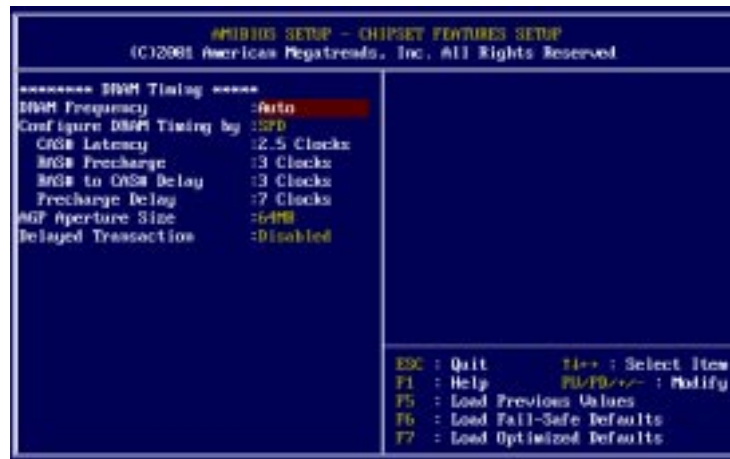 AMIBIOS SETUP - CHIPSET FEATURES SETUP
(C)2001 American Megatrends, Inc. All Rights Reserved
******** DRAM Timing *****
DRAM Frequency :Auto
Configure DRAM Timing by :SPD
CAS# Latency :2.5 Clocks
RAS# Precharge :3 Clocks
RAS# to CAS# Delay :3 Clocks
Precharge Delay :7 Clocks
AGP Aperture Size :64MB
Delayed Transaction :Disabled
ESC : Quit ↑↓←→ : Select Item
F1 : Help PU/PD/+/- : Modify
F5 : Load Previous Values
F6 : Load Fail-Safe Defaults
F7 : Load Optimized Defaults